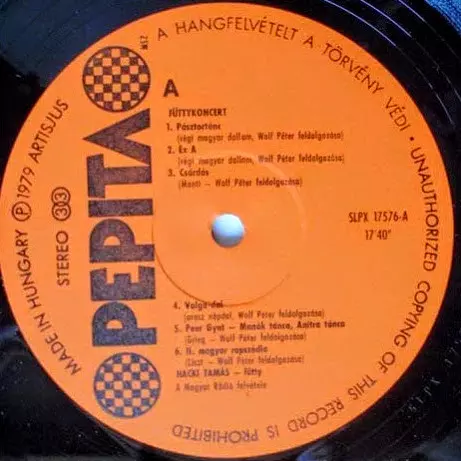 A HANGFELVÉTELT A TÖRVÉNY VÉDI • UNAUTHORIZED COPYING OF THIS RECORD IS PROHIBITED
MADE IN HUNGARY Ⓟ 1979 ARTISJUS
STEREO 33
PEPITA
MSZ
A
FÜTTYKONCERT
1. Pásztortánc
(régi magyar dallam, Wolf Péter feldolgozása)
2. Ex A
(régi magyar dallam, Wolf Péter feldolgozása)
3. Csárdás
(Monti – Wolf Péter feldolgozása)
SLPX 17576-A
17'40"
4. Volga dal
(orosz népdal, Wolf Péter feldolgozása)
5. Peer Gynt – Manók tánca, Anitra tánca
(Grieg – Wolf Péter feldolgozása)
6. II. magyar rapszódia
(Liszt – Wolf Péter feldolgozása)
HACKI TAMÁS – fütty
A Magyar Rádió felvétele